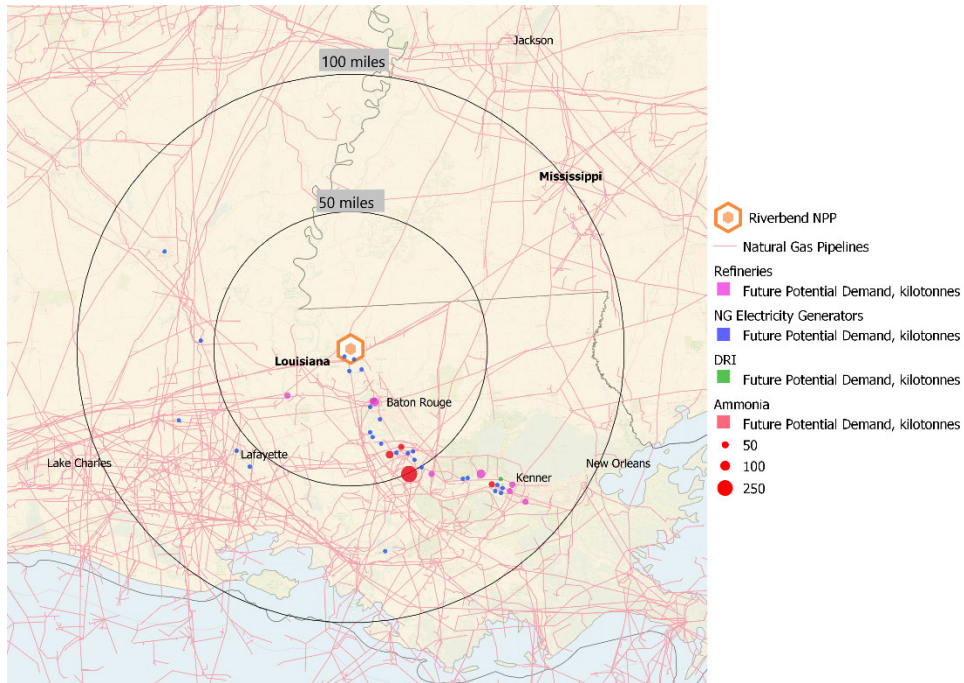 Jackson
100 miles
Mississippi
50 miles
Louisiana
Baton Rouge
Lake Charles
Lafayette
Kenner
New Orleans
Riverbend NPP
Natural Gas Pipelines
Refineries
Future Potential Demand, kilotonnes
NG Electricity Generators
Future Potential Demand, kilotonnes
DRI
Future Potential Demand, kilotonnes
Ammonia
Future Potential Demand, kilotonnes
50
100
250